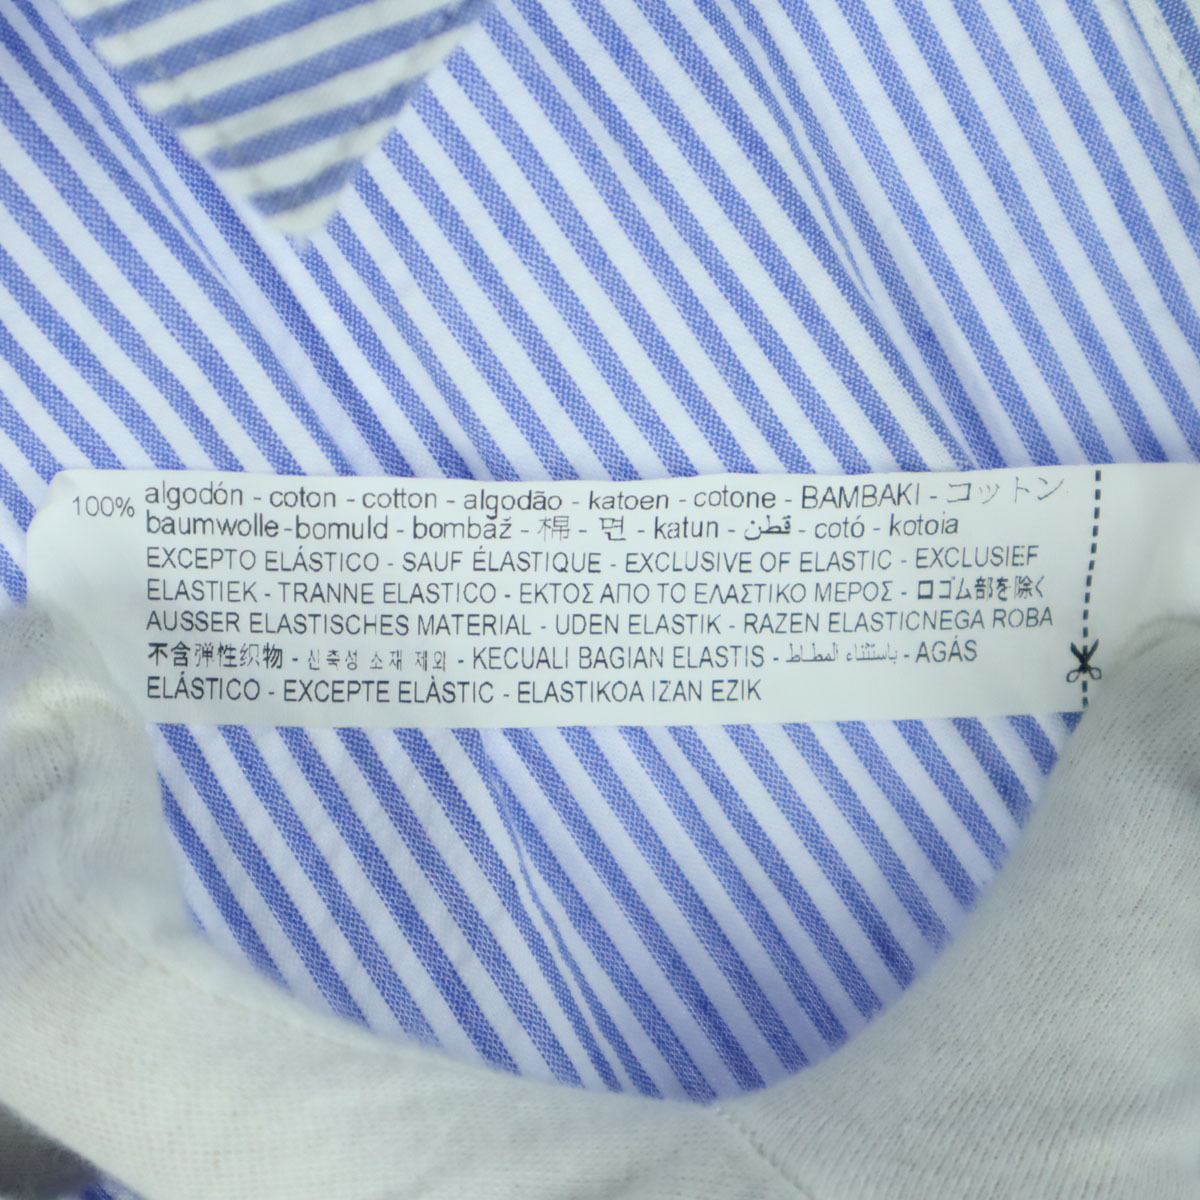 100% algodón - coton - cotton - algodão - katoen - cotone - BAMBAKI - コットン
baumwolle-bomuld - bombaž - 棉 - 면 - katun - قطن - cotó - kotoia
EXCEPTO ELÁSTICO - SAUF ÉLASTIQUE - EXCLUSIVE OF ELASTIC - EXCLUSIEF
ELASTIEK - TRANNE ELASTICO - ΕΚΤΟΣ ΑΠΟ ΤΟ ΕΛΑΣΤΙΚΟ ΜΕΡΟΣ - ロゴム部を除く
AUSSER ELASTISCHES MATERIAL - UDEN ELASTIK - RAZEN ELASTICNEGA ROBA
不含弹性织物 - 신축성 소재 제외 - KECUALI BAGIAN ELASTIS - باستثناء المطاط - AGÁS
ELÁSTICO - EXCEPTE ELÀSTIC - ELASTIKOA IZAN EZIK